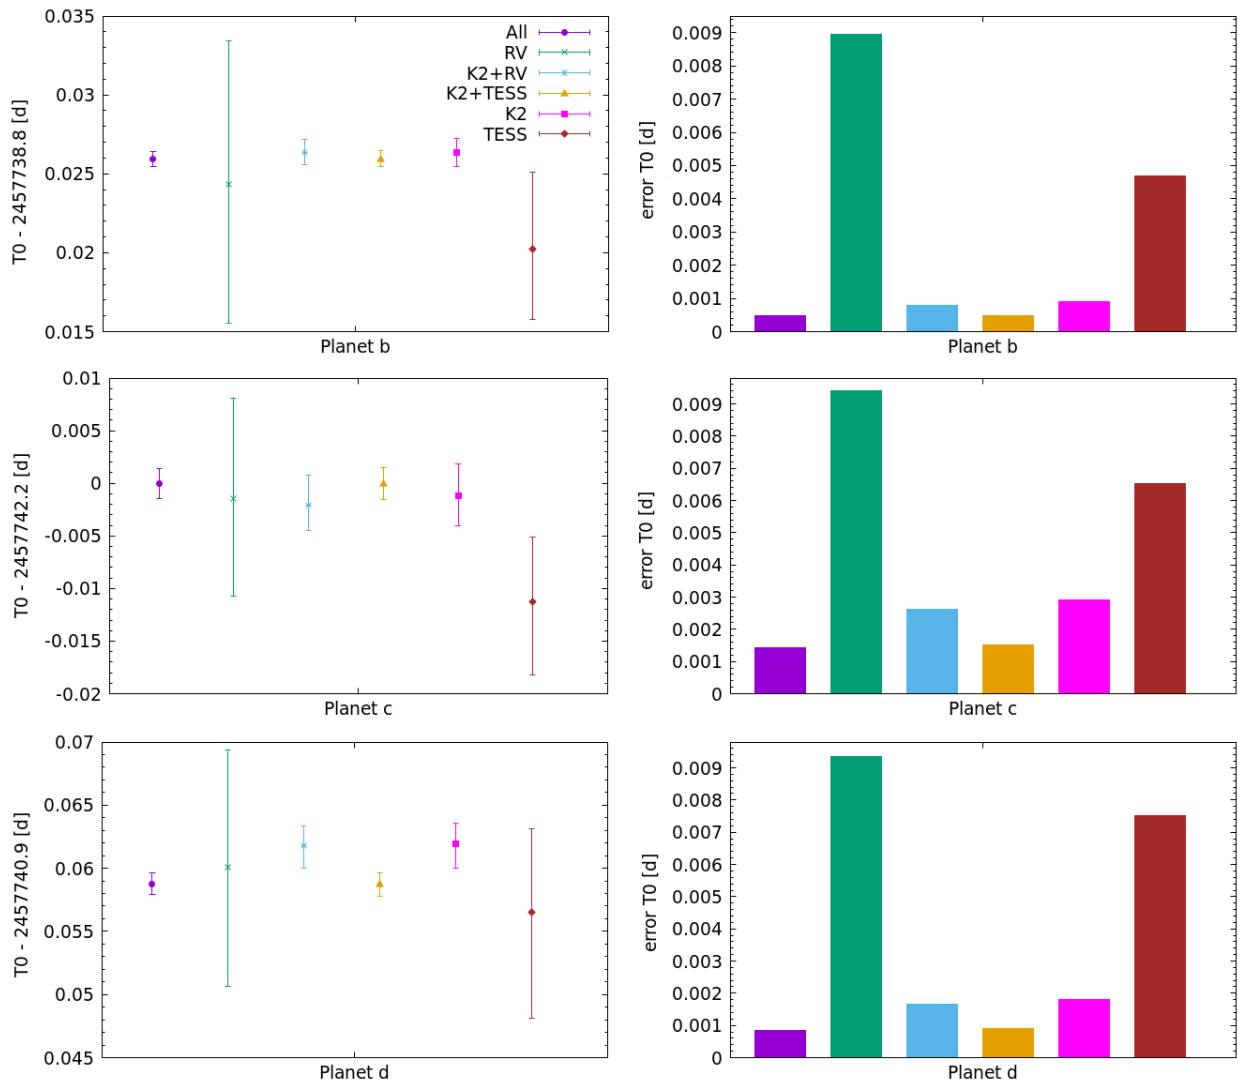 0.035
0.03
0.025
0.02
0.015
T0 - 2457738.8 [d]
Planet b
All
RV
K2+RV
K2+TESS
K2
TESS
0.009
0.008
0.007
0.006
0.005
0.004
0.003
0.002
0.001
0
error T0 [d]
Planet b
0.01
0.005
0
-0.005
-0.01
-0.015
-0.02
T0 - 2457742.2 [d]
Planet c
0.009
0.008
0.007
0.006
0.005
0.004
0.003
0.002
0.001
0
error T0 [d]
Planet c
0.07
0.065
0.06
0.055
0.05
0.045
T0 - 2457740.9 [d]
Planet d
0.009
0.008
0.007
0.006
0.005
0.004
0.003
0.002
0.001
0
error T0 [d]
Planet d